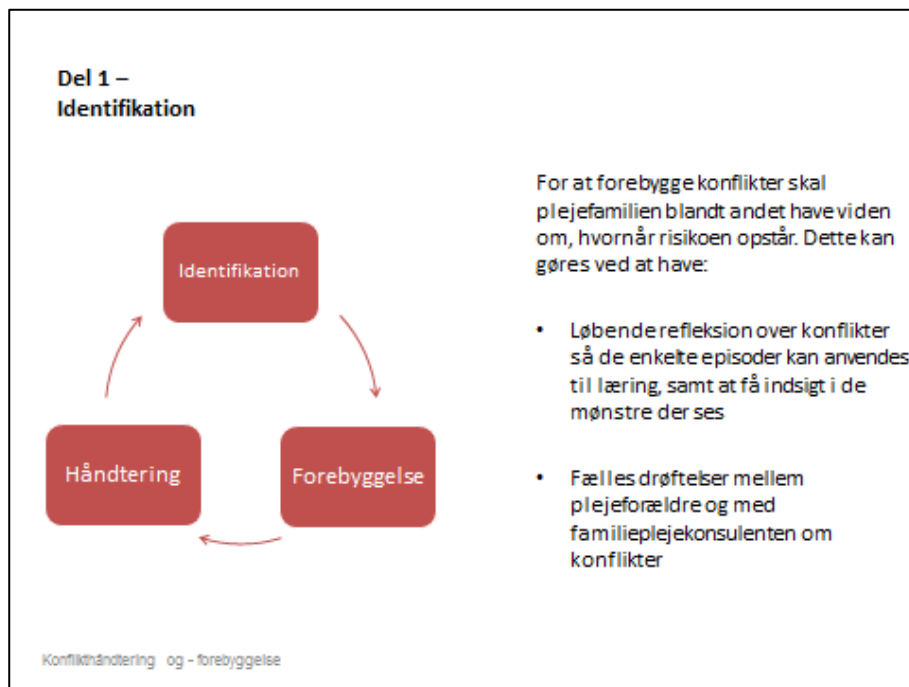 Del 1 –
Identifikation
Identifikation
Håndtering
Forebyggelse
For at forebygge konflikter skal
plejefamilien blandt andet have viden
om, hvornår risikoen opstår. Dette kan
gøres ved at have:
• Løbende refleksion over konflikter
så de enkelte episoder kan anvendes
til læring, samt at få indsigt i de
mønstre der ses
• Fælles drøftelser mellem
plejeforældre og med
familieplejekonsulenten om
konflikter
Konflikthåndtering og - forebyggelse